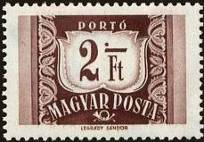 PORTÓ
2.— Ft
MAGYAR POSTA
LEGRÁDY SÁNDOR